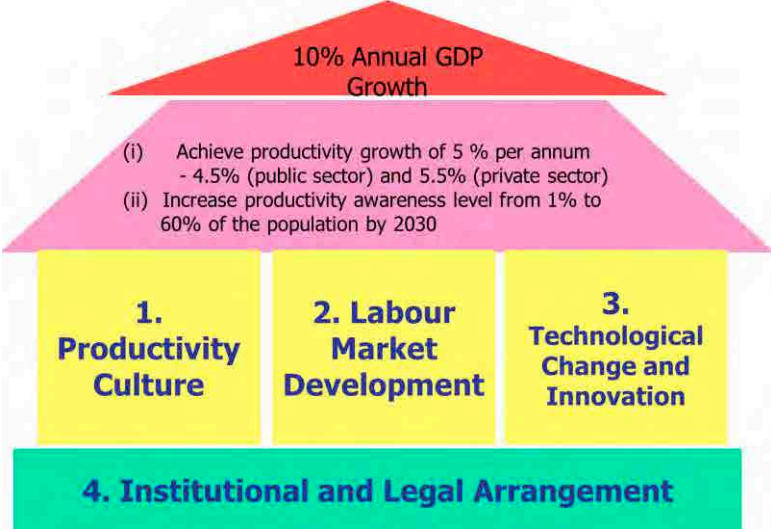 10% Annual GDP
Growth
(i) Achieve productivity growth of 5 % per annum
- 4.5% (public sector) and 5.5% (private sector)
(ii) Increase productivity awareness level from 1% to
60% of the population by 2030
1.
Productivity
Culture
2. Labour
Market
Development
3.
Technological
Change and
Innovation
4. Institutional and Legal Arrangement